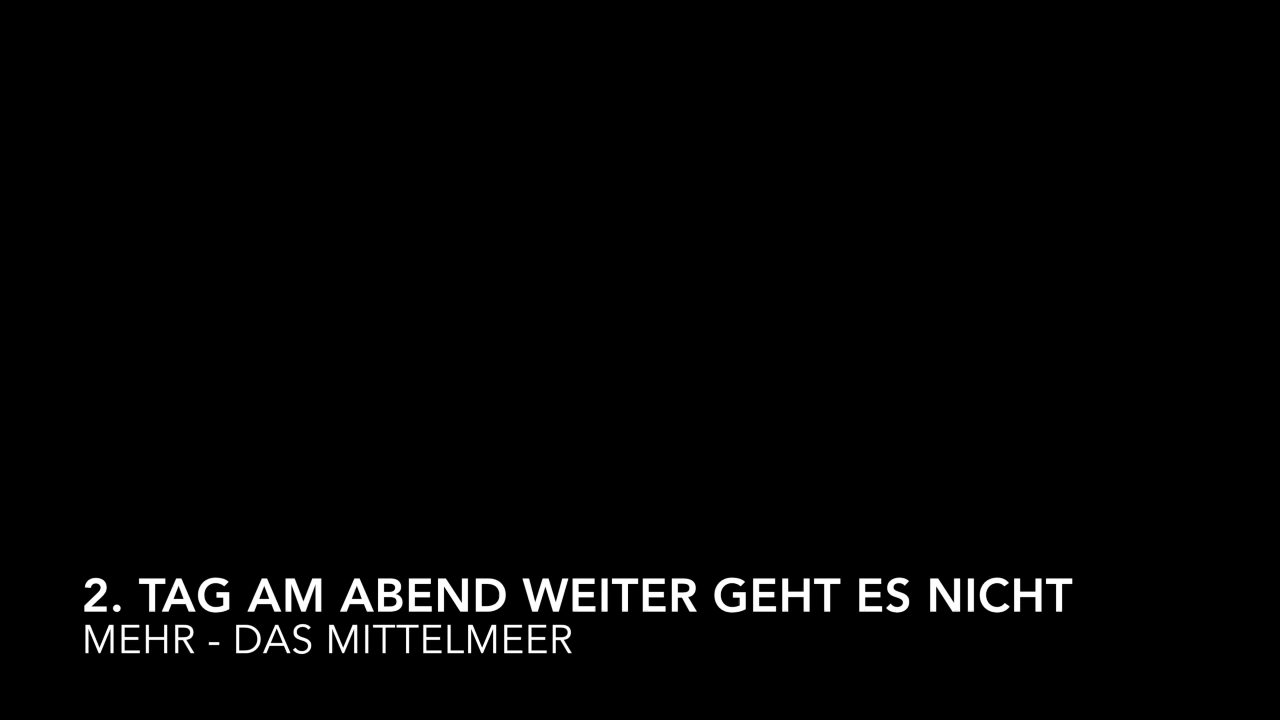 2. TAG AM ABEND WEITER GEHT ES NICHT
MEHR - DAS MITTELMEER